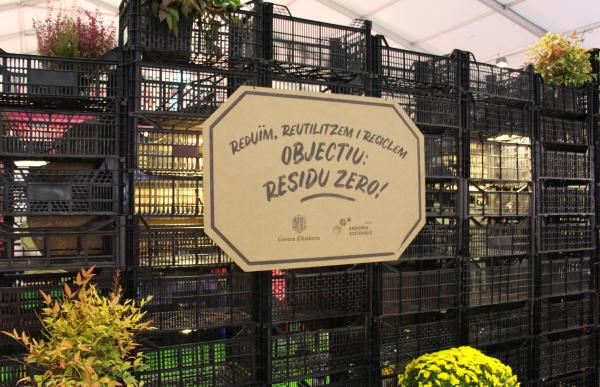 REDUÏM, REUTILITZEM I RECICLEM
OBJECTIU:
RESIDU ZERO!
Govern d'Andorra
ANDORRA
SOSTENIBLE